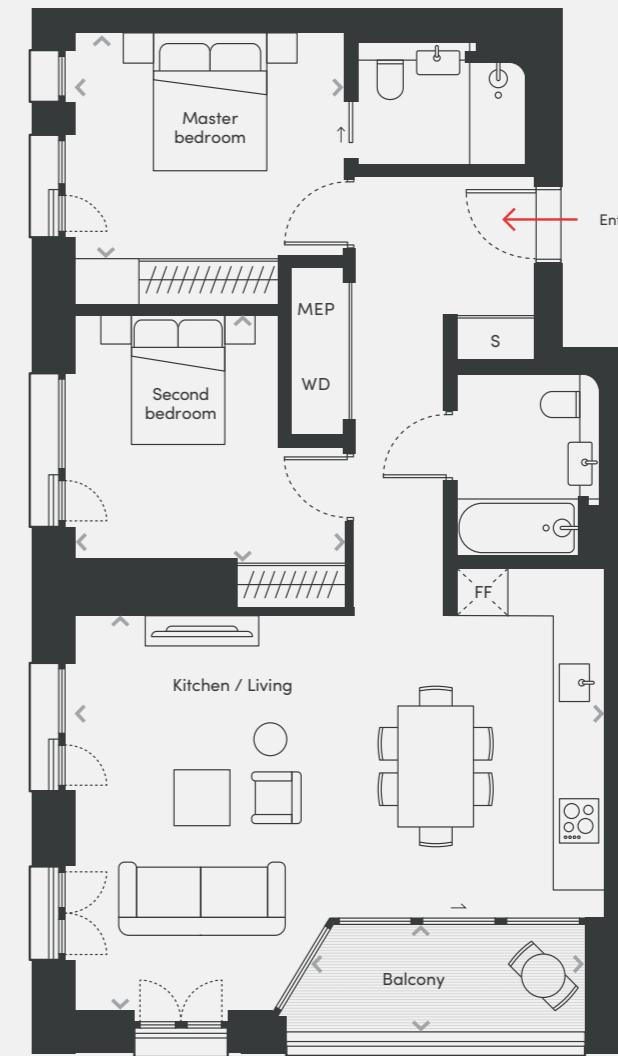 Master
bedroom
Ent
MEP
S
WD
Second
bedroom
FF
Kitchen / Living
Balcony